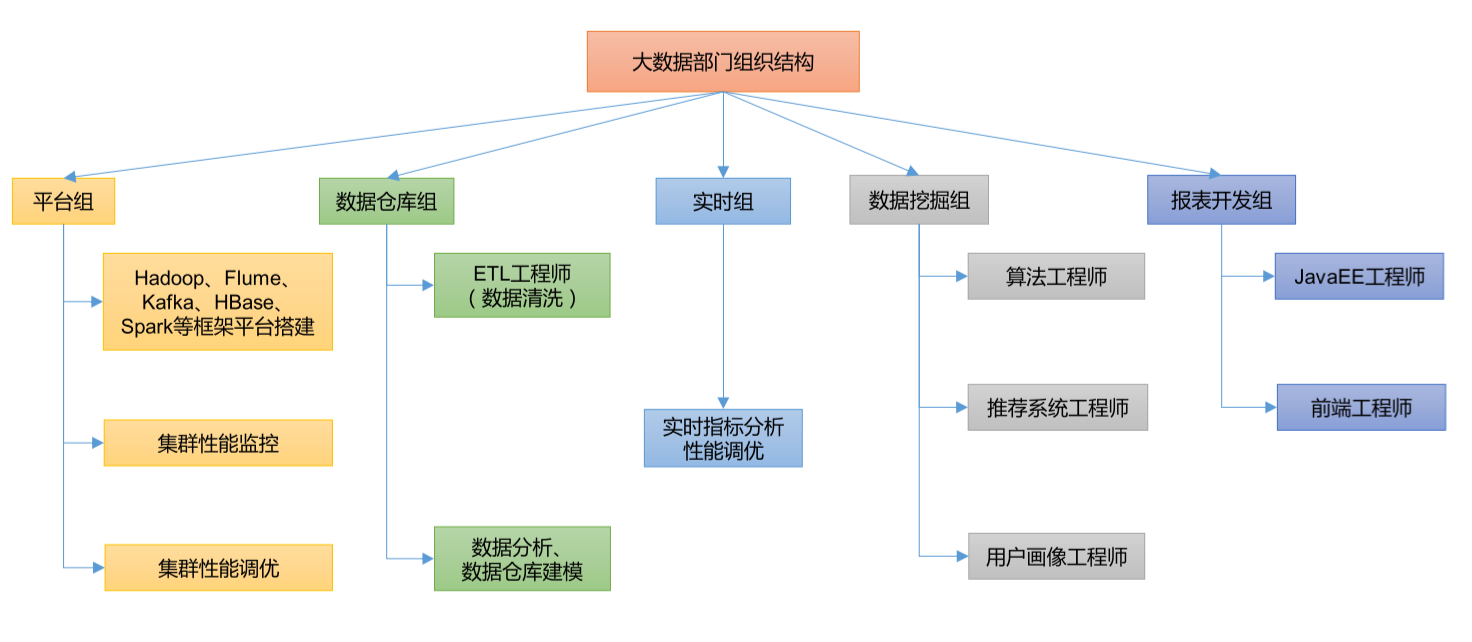 大数据部门组织结构
平台组
数据仓库组
实时组
数据挖掘组
报表开发组
Hadoop、Flume、
Kafka、HBase、
Spark等框架平台搭建
集群性能监控
集群性能调优
ETL工程师
（数据清洗）
数据分析、
数据仓库建模
实时指标分析
性能调优
算法工程师
推荐系统工程师
用户画像工程师
JavaEE工程师
前端工程师